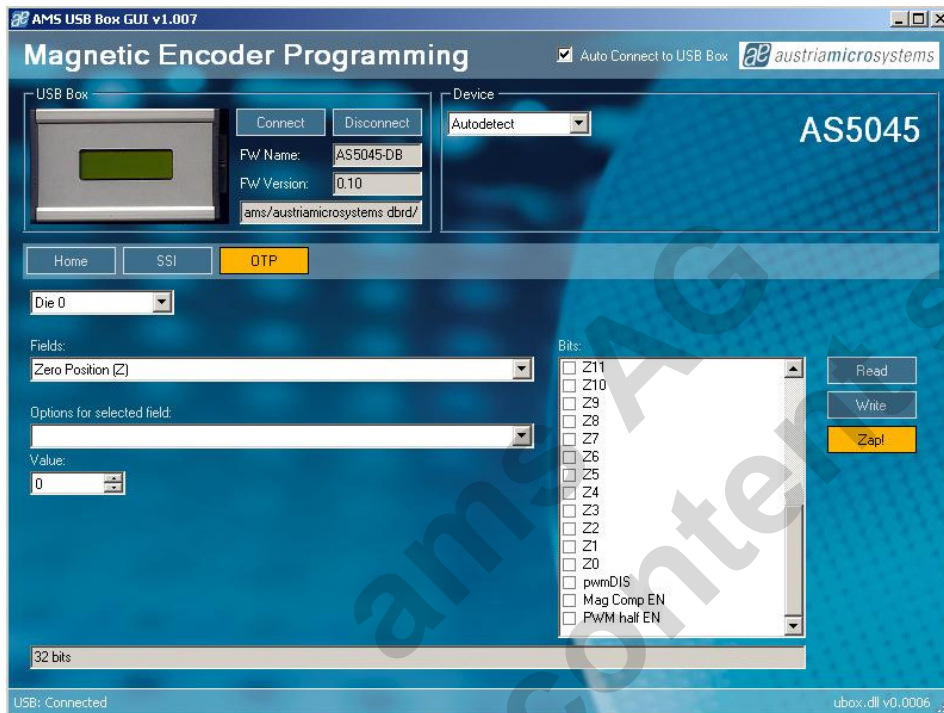 AMS USB Box GUI v1.007
Magnetic Encoder Programming
Auto Connect to USB Box
austriamicrosystems
USB Box
Connect
Disconnect
FW Name:
AS5045-DB
FW Version:
0.10
ams/austriamicrosystems dbrd/
Device
Autodetect
AS5045
Home
SSI
OTP
Die 0
Fields:
Zero Position (Z)
Options for selected field:
Value:
0
Bits:
Z11
Z10
Z9
Z8
Z7
Z6
Z5
Z4
Z3
Z2
Z1
Z0
pwmDIS
Mag Comp EN
PWM half EN
Read
Write
Zap!
32 bits
USB: Connected
ubox.dll v0.0006
ams AG
content s